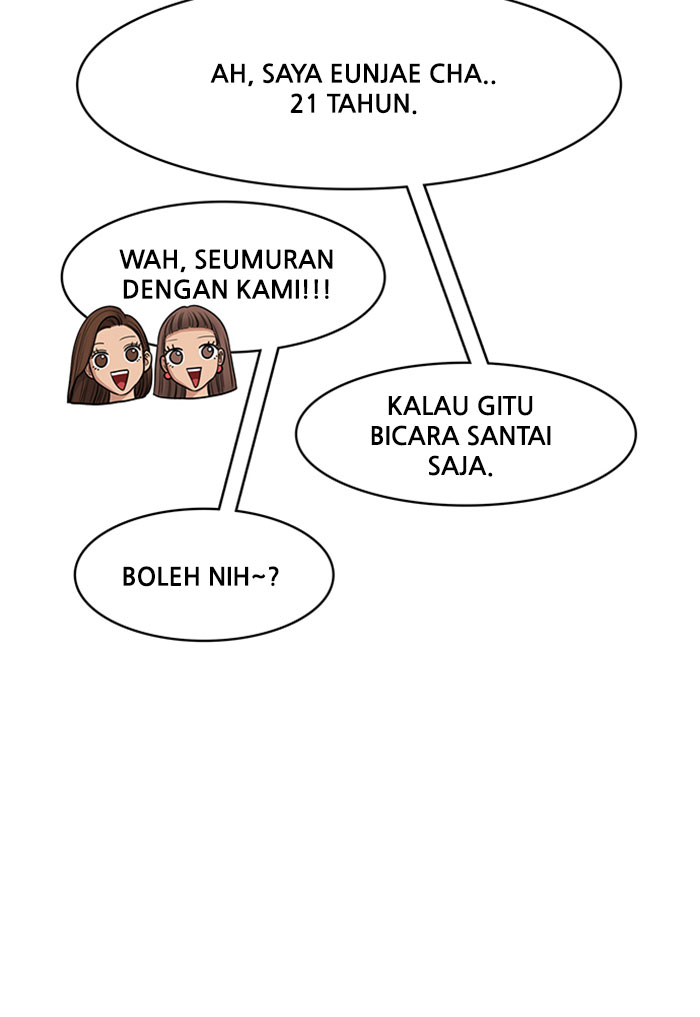 AH, SAYA EUNJAE CHA..
21 TAHUN.
WAH, SEUMURAN
DENGAN KAMI!!!
KALAU GITU
BICARA SANTAI
SAJA.
BOLEH NIH~?